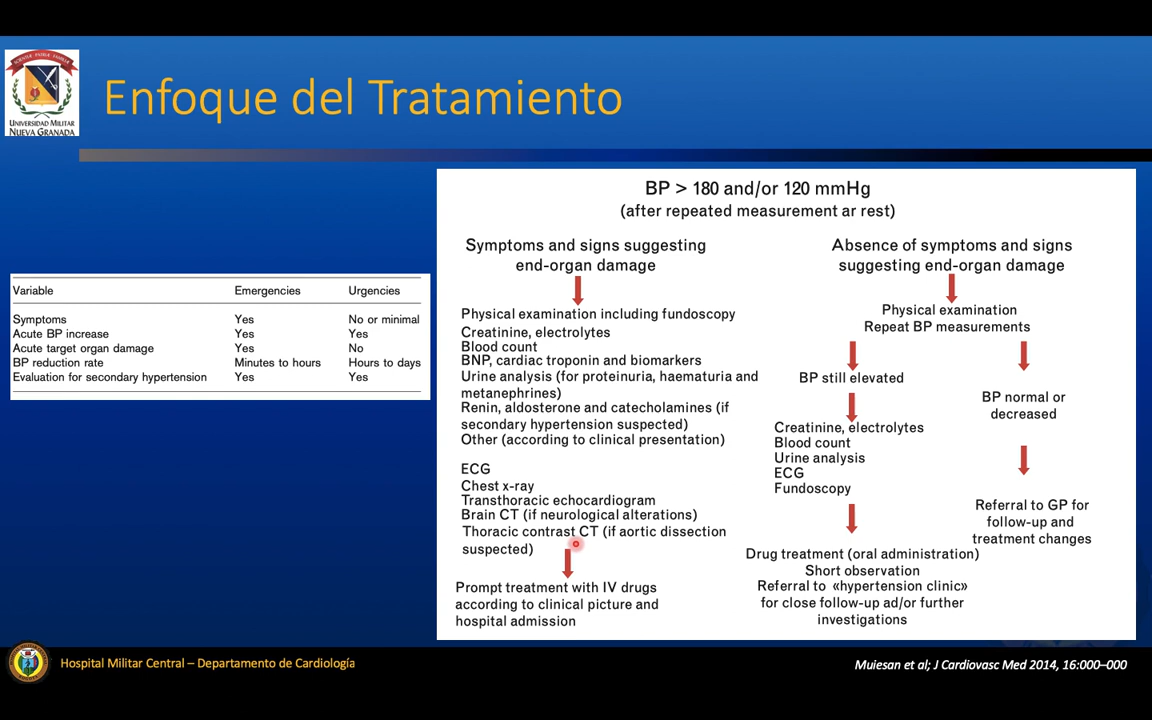 SCIENTIÆ PATRIÆ FAMILIÆ
UNIVERSIDAD MILITAR
NUEVA GRANADA
Enfoque del Tratamiento
Variable Emergencies Urgencies
Symptoms Yes No or minimal
Acute BP increase Yes Yes
Acute target organ damage Yes No
BP reduction rate Minutes to hours Hours to days
Evaluation for secondary hypertension Yes Yes
BP > 180 and/or 120 mmHg
(after repeated measurement ar rest)
Symptoms and signs suggesting
end-organ damage
Physical examination including fundoscopy
Creatinine, electrolytes
Blood count
BNP, cardiac troponin and biomarkers
Urine analysis (for proteinuria, haematuria and
metanephrines)
Renin, aldosterone and catecholamines (if
secondary hypertension suspected)
Other (according to clinical presentation)
ECG
Chest x-ray
Transthoracic echocardiogram
Brain CT (if neurological alterations)
Thoracic contrast CT (if aortic dissection
suspected)
Prompt treatment with IV drugs
according to clinical picture and
hospital admission
Absence of symptoms and signs
suggesting end-organ damage
Physical examination
Repeat BP measurements
BP still elevated
Creatinine, electrolytes
Blood count
Urine analysis
ECG
Fundoscopy
Drug treatment (oral administration)
Short observation
Referral to «hypertension clinic»
for close follow-up ad/or further
investigations
BP normal or
decreased
Referral to GP for
follow-up and
treatment changes
Hospital Militar Central – Departamento de Cardiología
Muiesan et al; J Cardiovasc Med 2014, 16:000–000